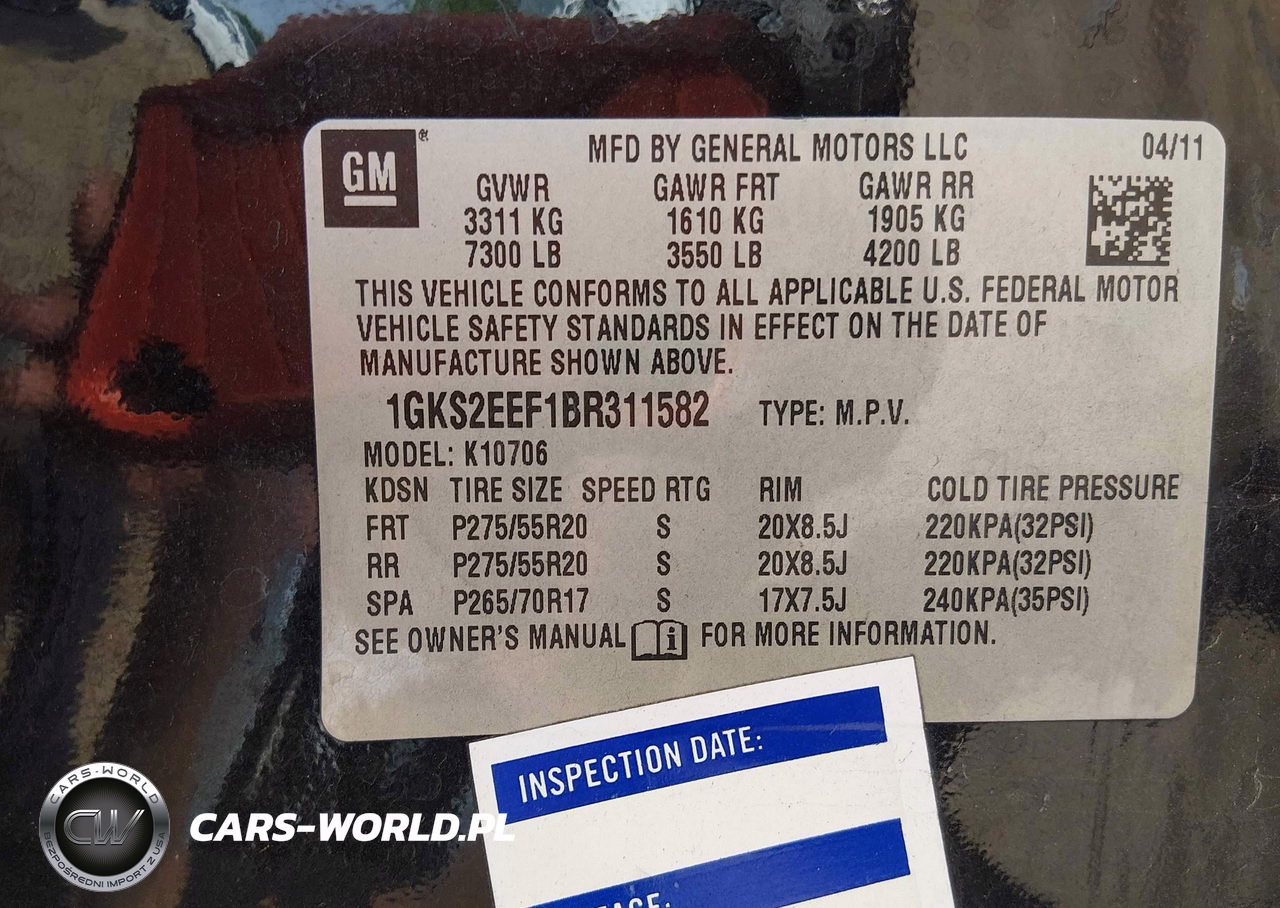 GM
®
MFD BY GENERAL MOTORS LLC 04/11
GVWR GAWR FRT GAWR RR
3311 KG 1610 KG 1905 KG
7300 LB 3550 LB 4200 LB
THIS VEHICLE CONFORMS TO ALL APPLICABLE U.S. FEDERAL MOTOR
VEHICLE SAFETY STANDARDS IN EFFECT ON THE DATE OF
MANUFACTURE SHOWN ABOVE.
1GKS2EEF1BR311582 TYPE: M.P.V.
MODEL: K10706
KDSN TIRE SIZE SPEED RTG RIM COLD TIRE PRESSURE
FRT P275/55R20 S 20X8.5J 220KPA(32PSI)
RR P275/55R20 S 20X8.5J 220KPA(32PSI)
SPA P265/70R17 S 17X7.5J 240KPA(35PSI)
SEE OWNER'S MANUAL i FOR MORE INFORMATION.
INSPECTION DATE:
CARS-WORLD
CW
BEZPOŚREDNI IMPORT Z USA
CARS-WORLD.PL